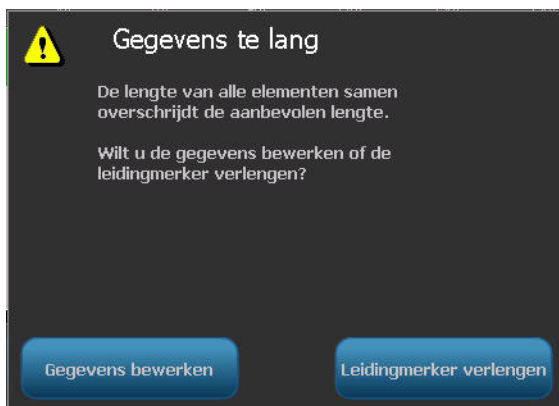 Gegevens te lang
De lengte van alle elementen samen
overschrijdt de aanbevolen lengte.
Wilt u de gegevens bewerken of de
leidingmerker verlengen?
Gegevens bewerken
Leidingmerker verlengen